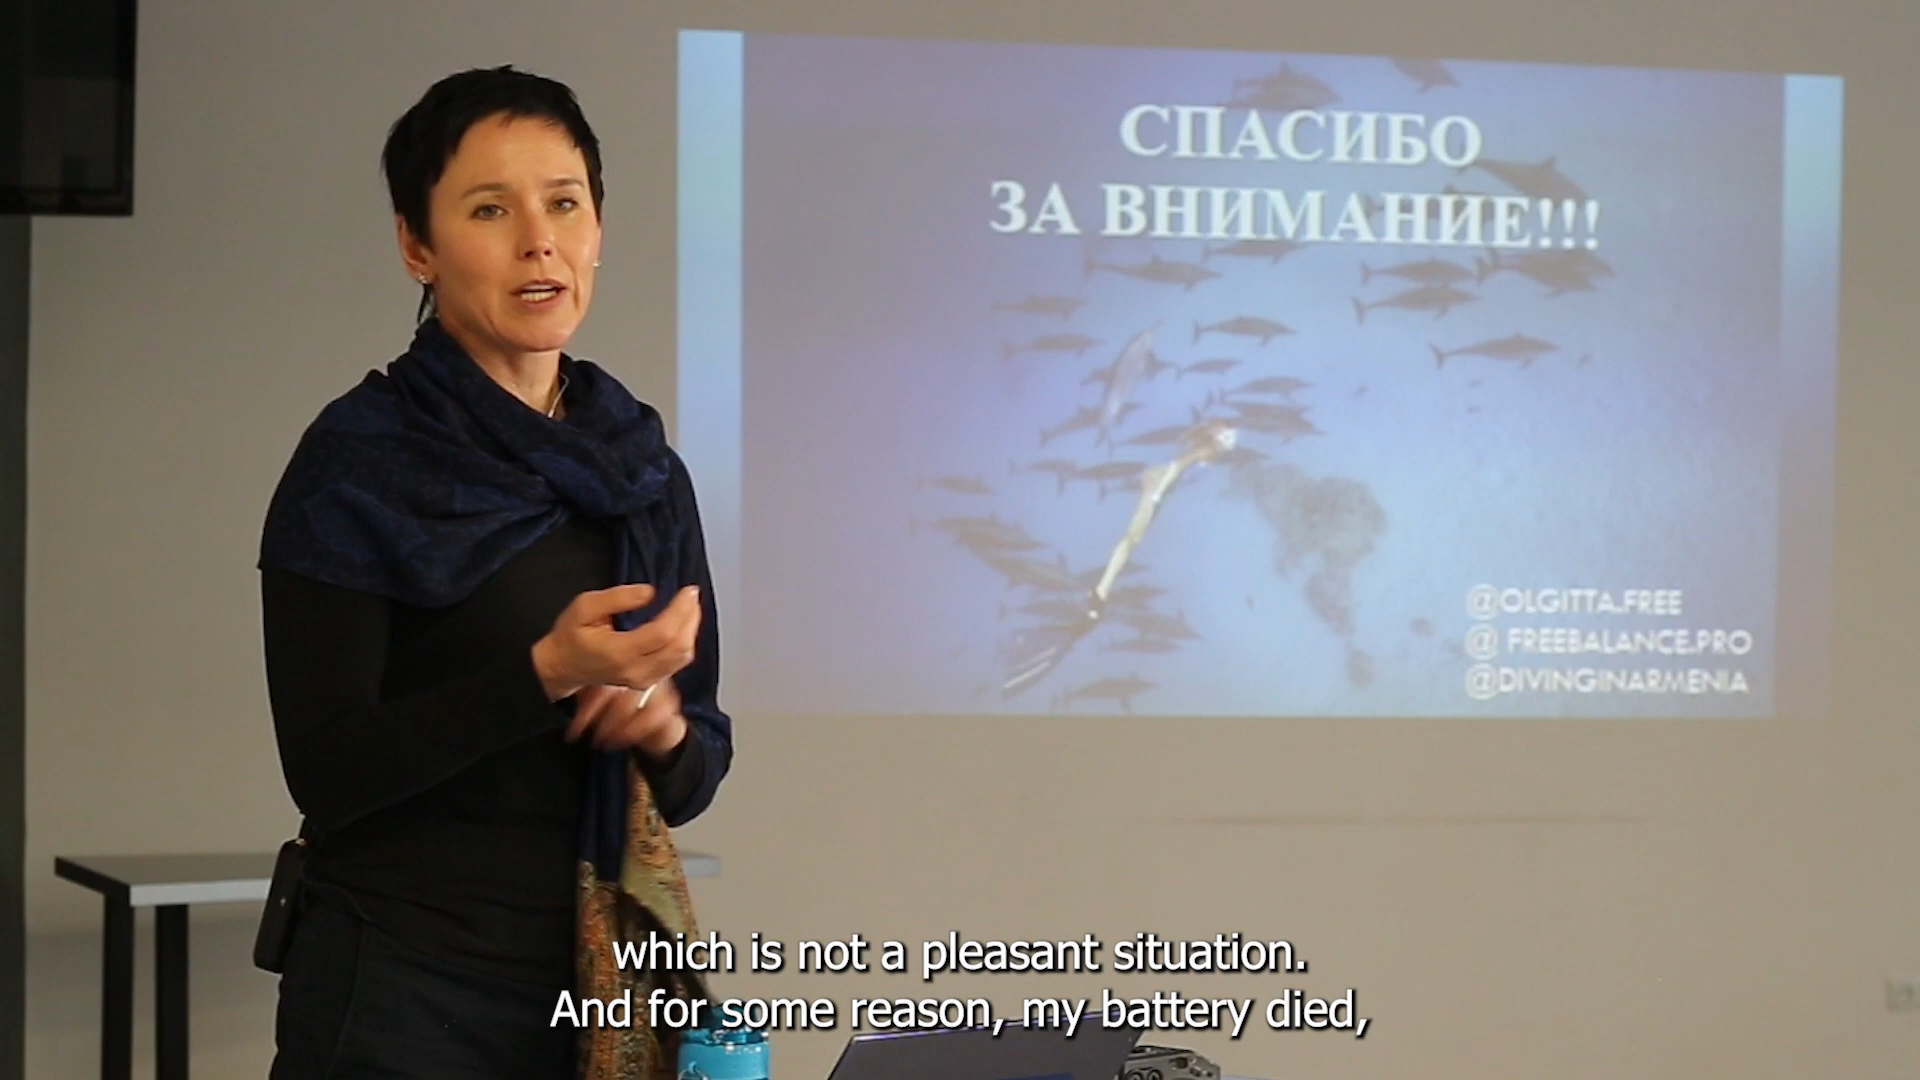 СПАСИБО
ЗА ВНИМАНИЕ!!!
@OLGITTA.FREE
@ FREEBALANCE.PRO
@DIVINGINARMENIA
which is not a pleasant situation.
And for some reason, my battery died,